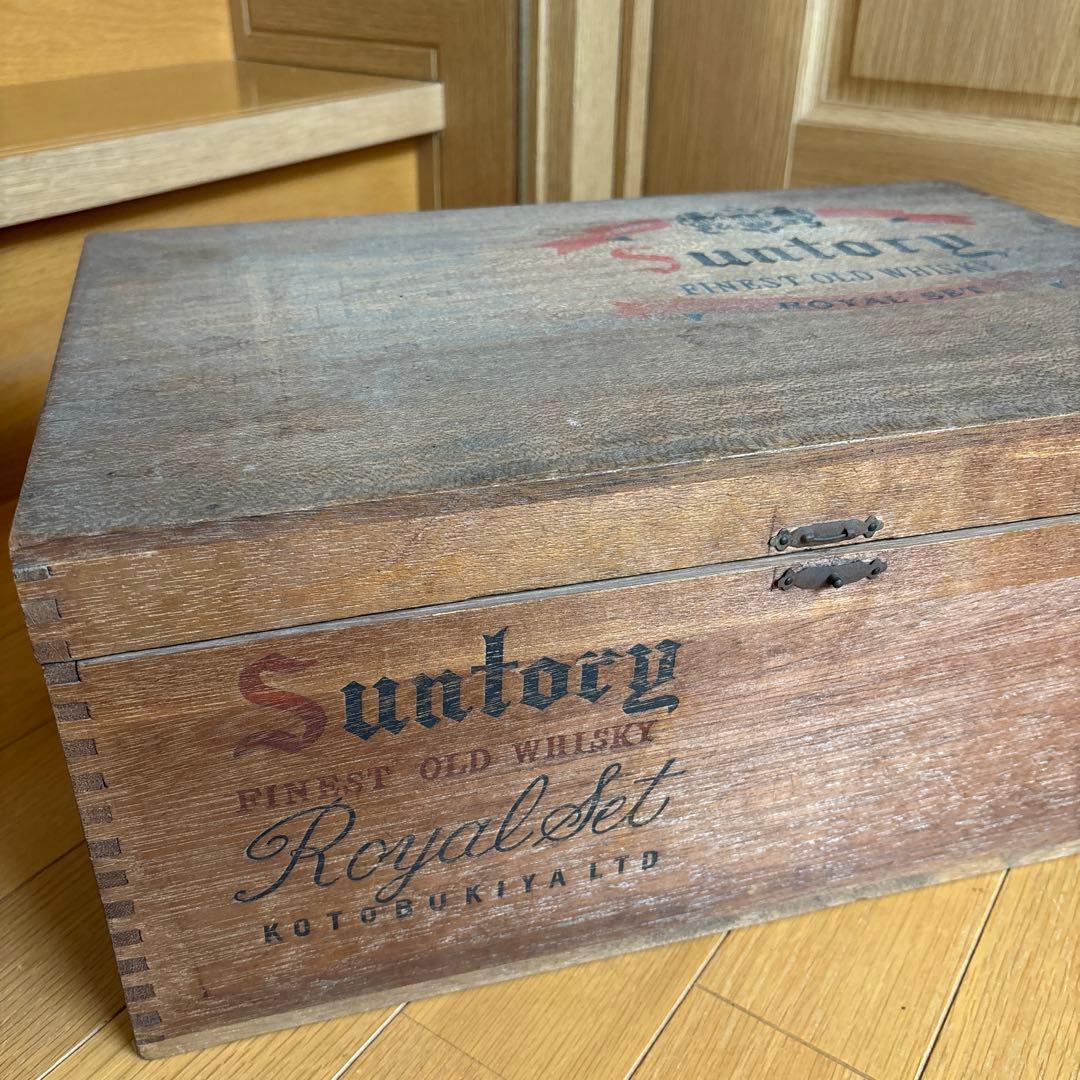 Suntory
FINEST OLD WHISKY
ROYAL SET
Suntory
FINEST OLD WHISKY
Royal Set
KOTOBUKIYA LTD